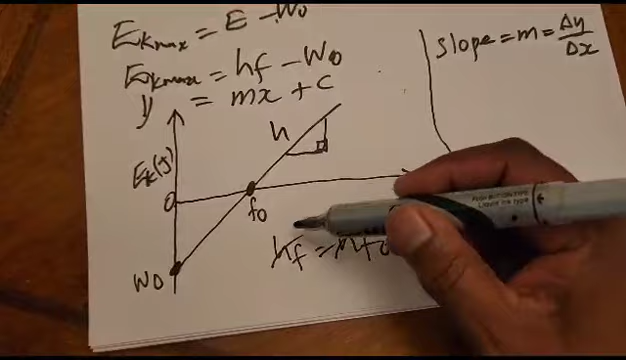 Ekmax = E - W0
Ekmax = hf - W0
y = mx + c
slope = m = Δy/Δx
h
Ek(J)
0
f0
W0
hf = hf0